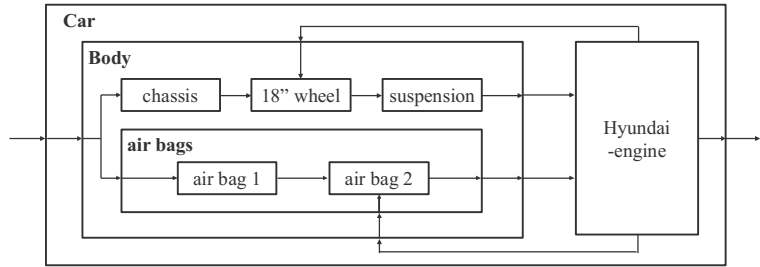 Car
Body
chassis
18” wheel
suspension
air bags
air bag 1
air bag 2
Hyundai
-engine